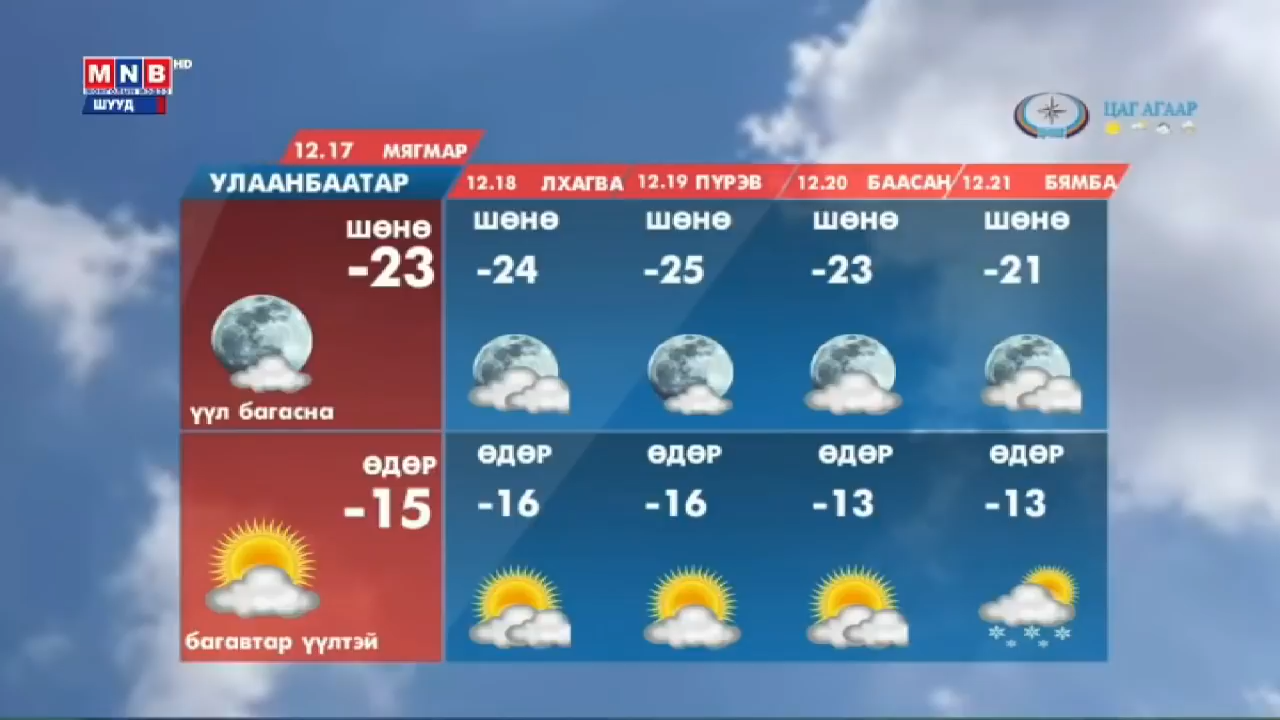 MNB HD
ШУУД
ЦАГ АГААР
12.17 МЯГМАР
УЛААНБААТАР
12.18 ЛХАГВА 12.19 ПҮРЭВ 12.20 БААСАН 12.21 БЯМБА
ШӨНӨ ШӨНӨ ШӨНӨ ШӨНӨ ШӨНӨ
-23 -24 -25 -23 -21
үүл багасна
ӨДӨР ӨДӨР ӨДӨР ӨДӨР ӨДӨР
-15 -16 -16 -13 -13
багавтар үүлтэй